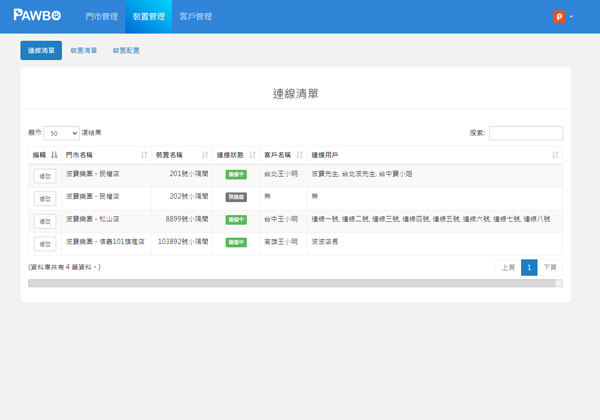 PAWBO 門市管理 裝置管理 客戶管理
連線清單 裝置清單 裝置配置
連線清單
顯示 50 項結果 搜索:
編輯 門市名稱 裝置名稱 連線狀態 客戶名稱 連線用戶
修改 波寶樂園 - 民權店 201號小隔間 連線中 台北王小明 波寶先生, 台北波先生, 台中寶小姐
修改 波寶樂園 - 民權店 202號小隔間 無連線 無 無
修改 波寶樂園 - 松山店 8899號小隔間 連線中 台中王小明 連線一號, 連線二號, 連線三號, 連線四號, 連線五號, 連線六號, 連線七號, 連線八號
修改 波寶樂園 - 信義101旗艦店 103892號小隔間 連線中 高雄王小明 波波店長
(資料庫共有 4 筆資料。) 上頁 1 下頁